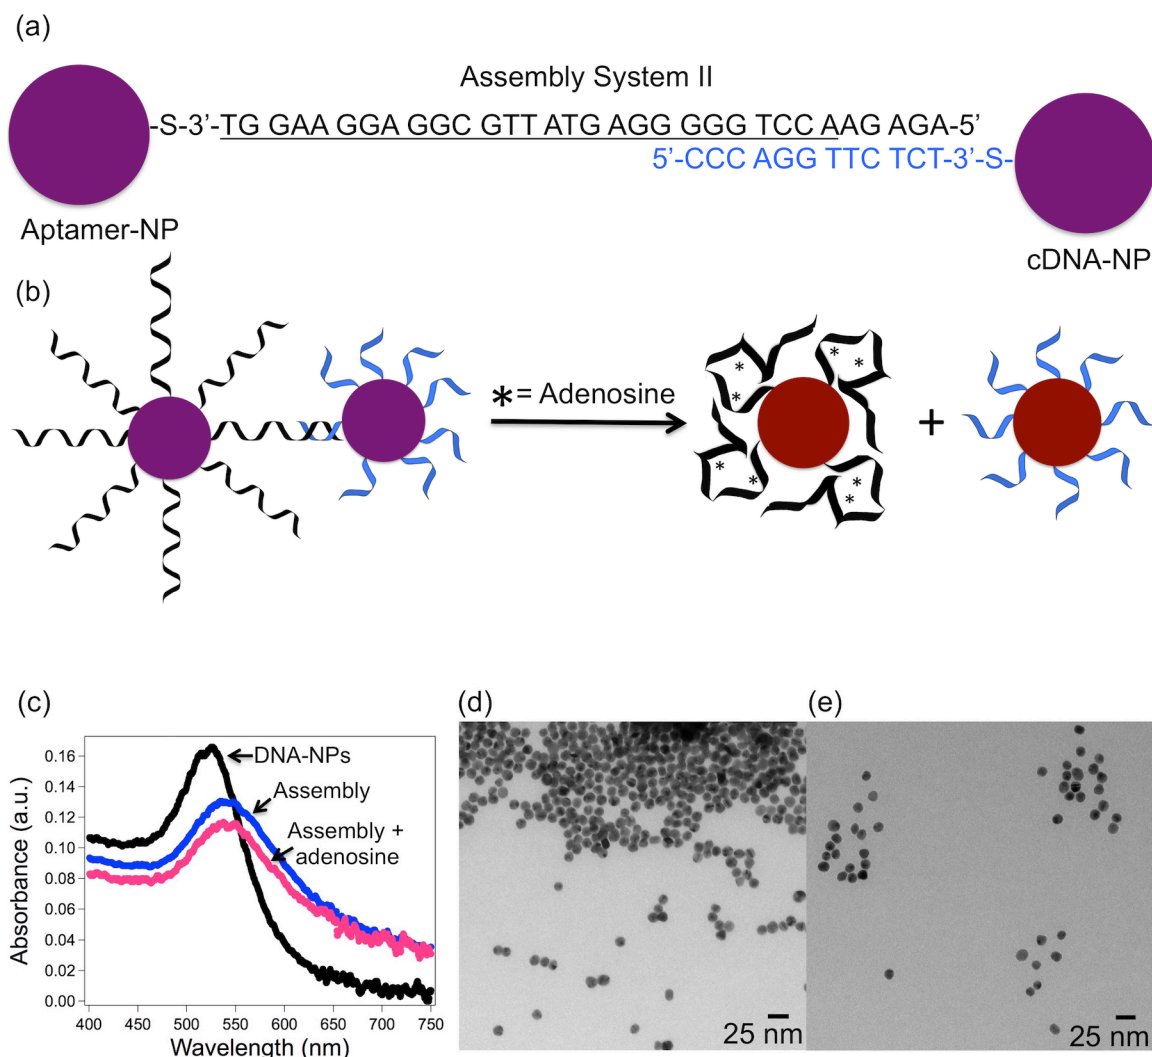 (a)
Assembly System II
-S-3’-TG GAA GGA GGC GTT ATG AGG GGG TCC AAG AGA-5’
5’-CCC AGG TTC TCT-3’-S-
Aptamer-NP
cDNA-NP
(b)
*= Adenosine
* * * * * * * *
+
(c)
(d)
(e)
DNA-NPs
Assembly
Assembly +
adenosine
Absorbance (a.u.)
0.16
0.14
0.12
0.10
0.08
0.06
0.04
0.02
0.00
400 450 500 550 600 650 700 750
Wavelength (nm)
25 nm
25 nm